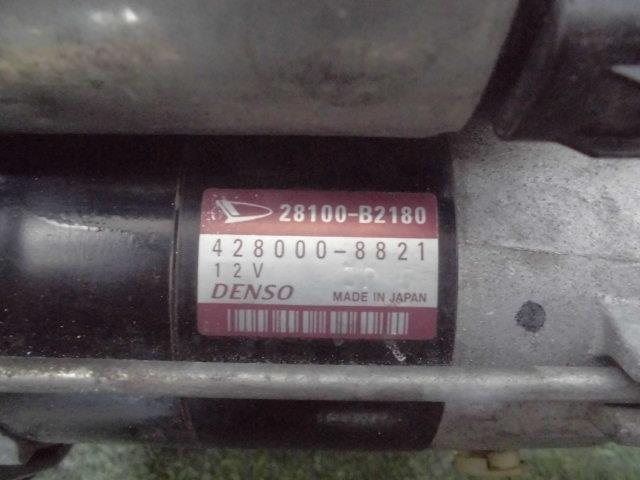 28100-B2180
428000-8821
12V
DENSO MADE IN JAPAN